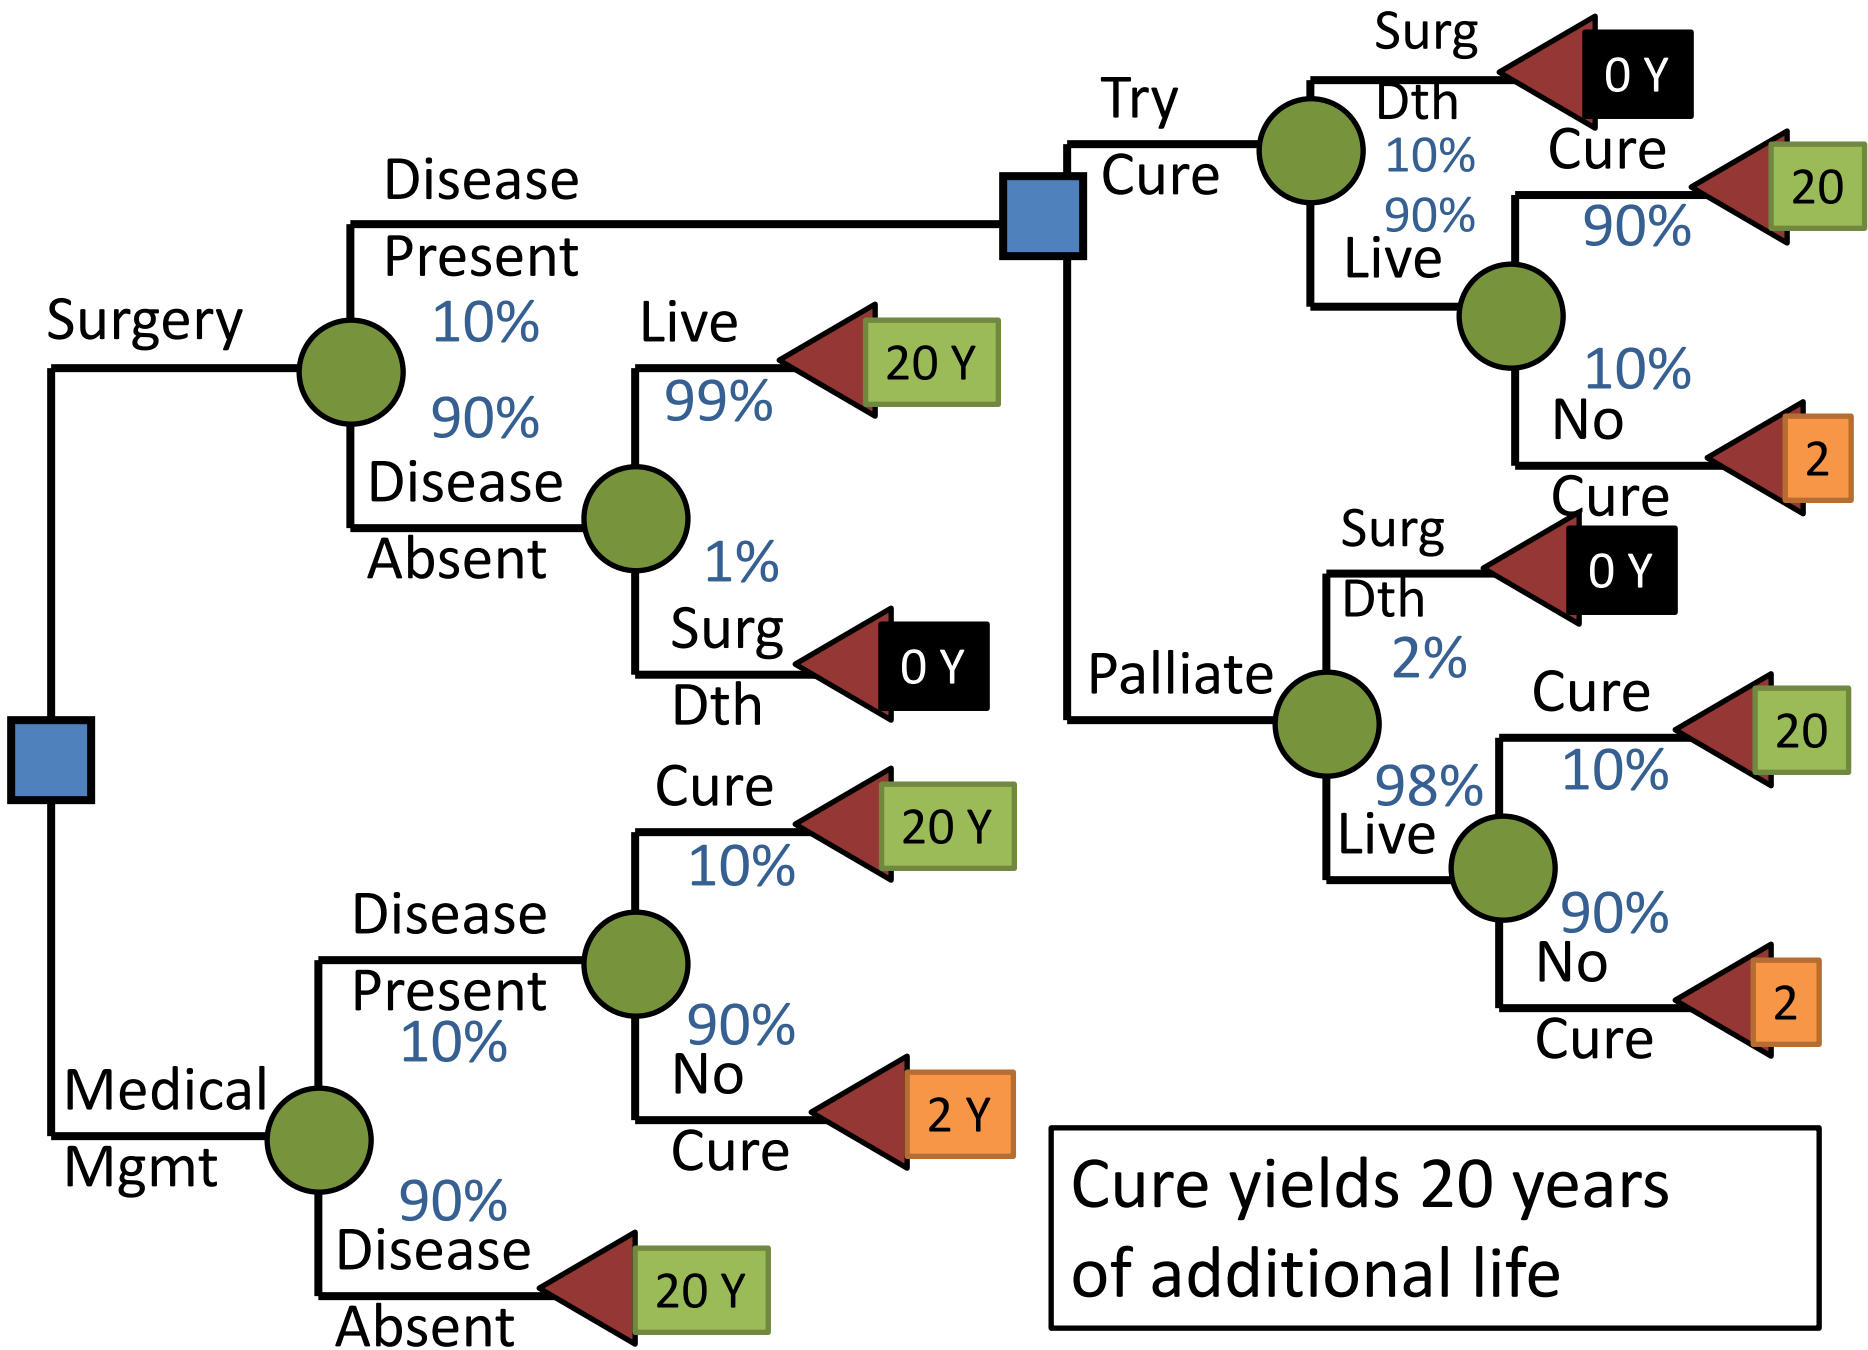 Surg
Dth
0 Y
10%
90%
Try
Cure
Live
Cure
90%
20
10%
No
Cure
2
Disease
Present
10%
Surgery
90%
Disease
Absent
Live
99%
20 Y
1%
Surg
Dth
0 Y
Surg
Dth
0 Y
2%
Palliate
98%
Live
Cure
10%
20
90%
No
Cure
2
Cure
10%
20 Y
Disease
Present
10%
90%
No
Cure
2 Y
Medical
Mgmt
90%
Disease
Absent
20 Y
Cure yields 20 years
of additional life